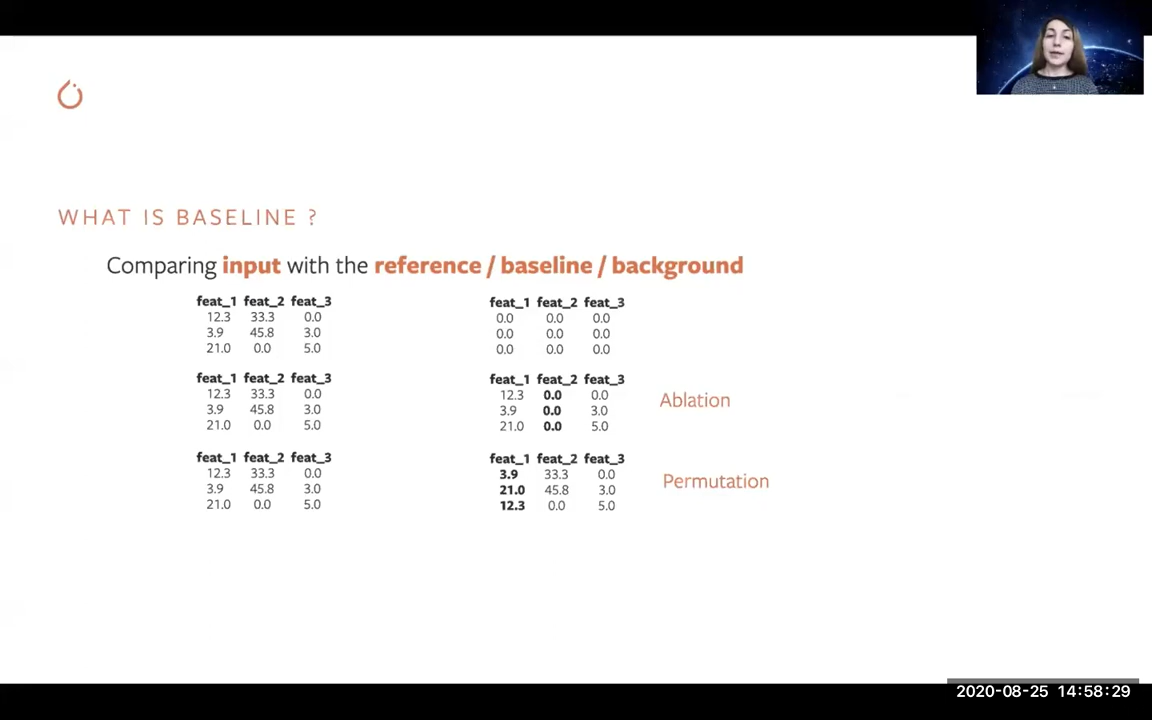 WHAT IS BASELINE ?
Comparing input with the reference / baseline / background
feat_1 feat_2 feat_3
12.3 33.3 0.0
3.9 45.8 3.0
21.0 0.0 5.0
feat_1 feat_2 feat_3
0.0 0.0 0.0
0.0 0.0 0.0
0.0 0.0 0.0
feat_1 feat_2 feat_3
12.3 33.3 0.0
3.9 45.8 3.0
21.0 0.0 5.0
feat_1 feat_2 feat_3
12.3 0.0 0.0
3.9 0.0 3.0
21.0 0.0 5.0
Ablation
feat_1 feat_2 feat_3
12.3 33.3 0.0
3.9 45.8 3.0
21.0 0.0 5.0
feat_1 feat_2 feat_3
3.9 33.3 0.0
21.0 45.8 3.0
12.3 0.0 5.0
Permutation
2020-08-25 14:58:29